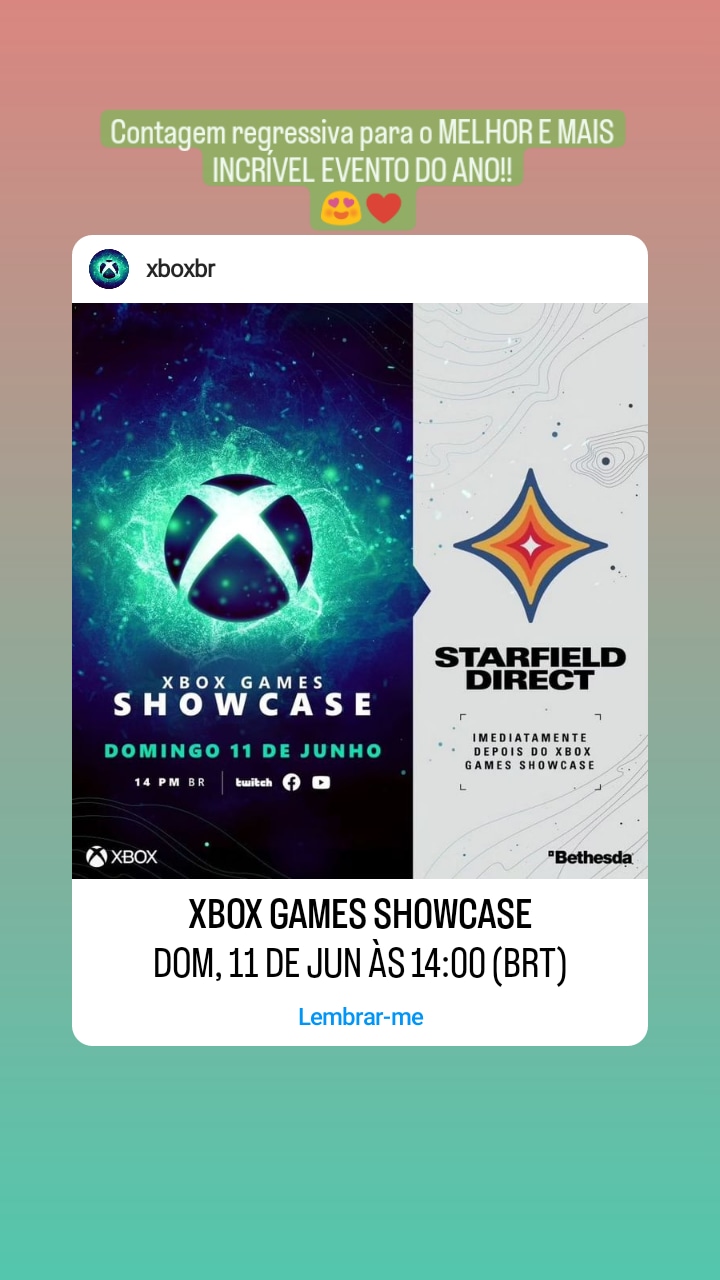 Contagem regressiva para o MELHOR E MAIS
INCRÍVEL EVENTO DO ANO!!
😍❤️
xboxbr
XBOX GAMES
SHOWCASE
DOMINGO 11 DE JUNHO
14 PM BR
twitch
XBOX
STARFIELD
DIRECT
IMEDIATAMENTE
DEPOIS DO XBOX
GAMES SHOWCASE
Bethesda
XBOX GAMES SHOWCASE
DOM, 11 DE JUN ÀS 14:00 (BRT)
Lembrar-me